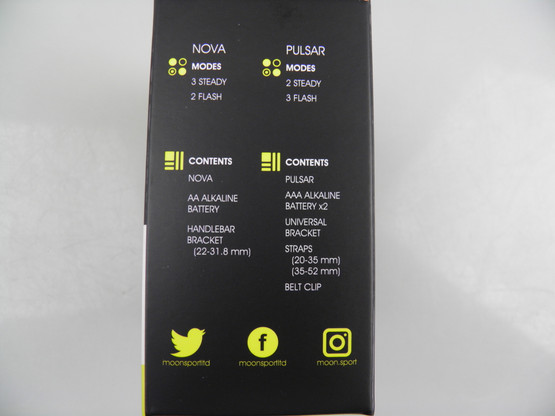 NOVA
MODES
3 STEADY
2 FLASH
PULSAR
MODES
2 STEADY
3 FLASH
CONTENTS
NOVA
AA ALKALINE
BATTERY
HANDLEBAR
BRACKET
(22-31.8 mm)
CONTENTS
PULSAR
AAA ALKALINE
BATTERY x2
UNIVERSAL
BRACKET
STRAPS
(20-35 mm)
(35-52 mm)
BELT CLIP
moonsportltd
moonsportltd
moon.sport